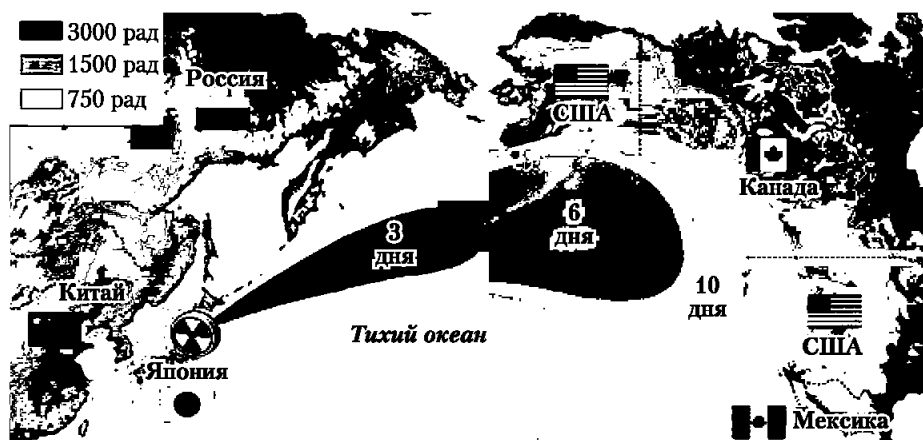 3000 рад
1500 рад
750 рад
Россия
США
Канада
3
дня
6
дня
10
дня
Китай
Тихий океан
Япония
США
Мексика